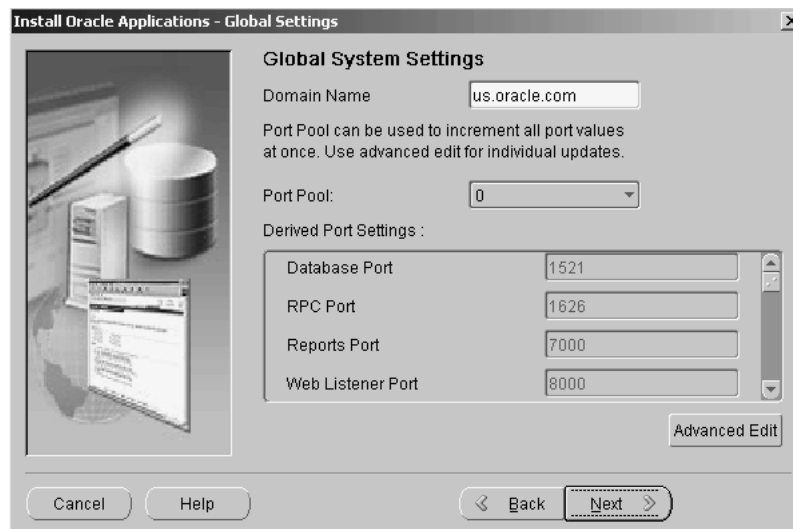 Install Oracle Applications - Global Settings
Global System Settings
Domain Name us.oracle.com
Port Pool can be used to increment all port values
at once. Use advanced edit for individual updates.
Port Pool: 0
Derived Port Settings :
Database Port 1521
RPC Port 1626
Reports Port 7000
Web Listener Port 8000
Advanced Edit
Cancel Help Back Next